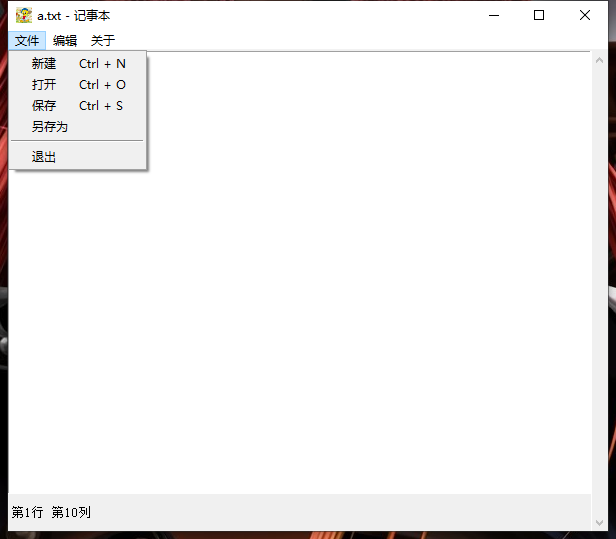 a.txt - 记事本
文件 编辑 关于
新建 Ctrl + N
打开 Ctrl + O
保存 Ctrl + S
另存为
退出
第1行 第10列